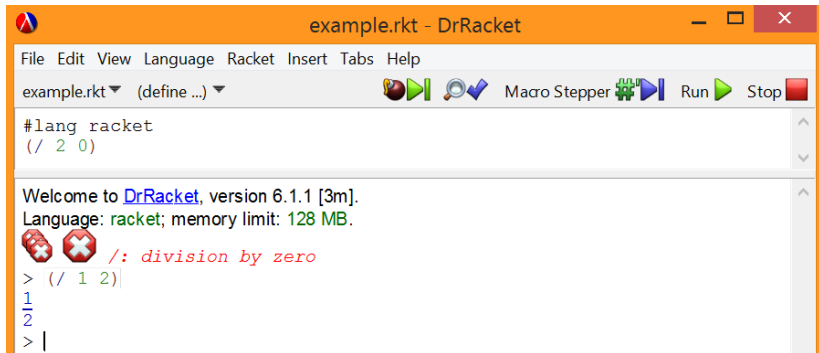 example.rkt - DrRacket
File Edit View Language Racket Insert Tabs Help
example.rkt (define ...) Macro Stepper Run Stop
#lang racket
(/ 2 0)
Welcome to DrRacket, version 6.1.1 [3m].
Language: racket; memory limit: 128 MB.
/: division by zero
> (/ 1 2)
1
2
>